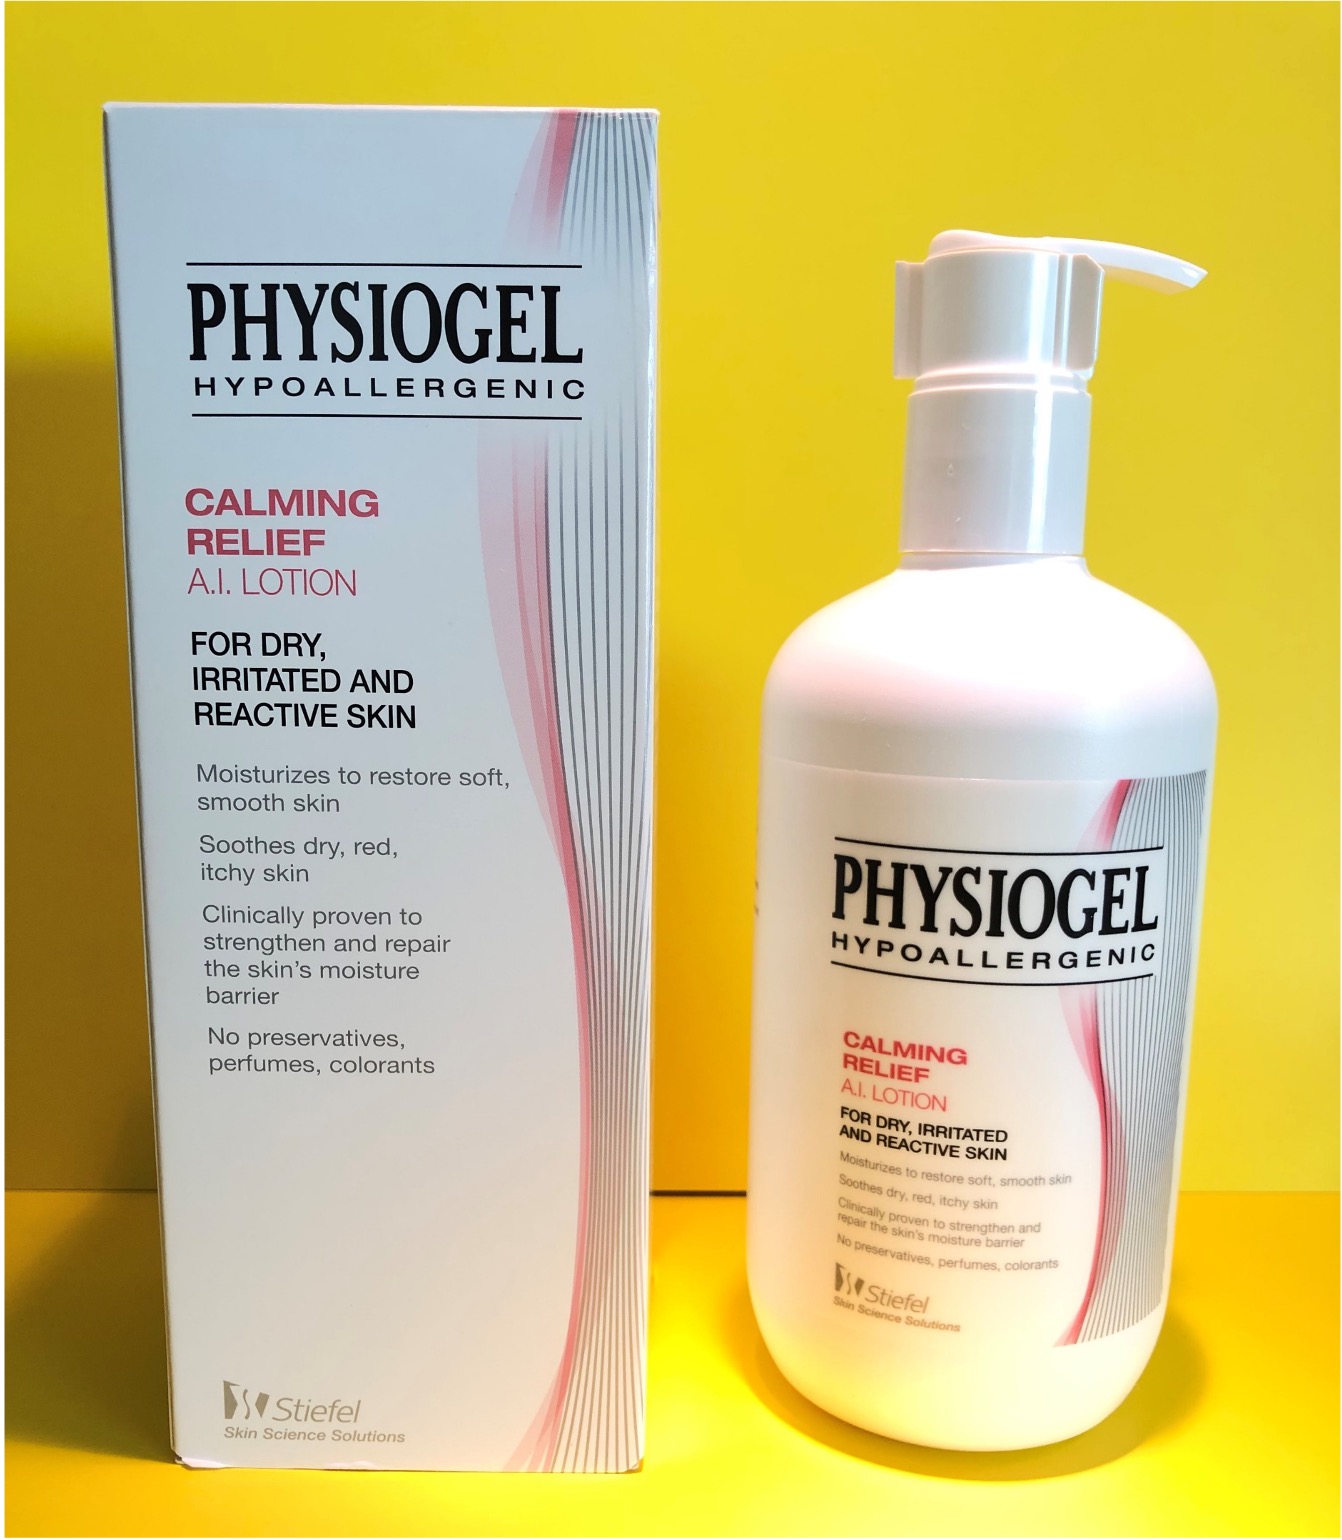 PHYSIOGEL
HYPOALLERGENIC
CALMING
RELIEF
A.I. LOTION
FOR DRY,
IRRITATED AND
REACTIVE SKIN
Moisturizes to restore soft,
smooth skin
Soothes dry, red,
itchy skin
Clinically proven to
strengthen and repair
the skin's moisture
barrier
No preservatives,
perfumes, colorants
Stiefel
Skin Science Solutions
PHYSIOGEL
HYPOALLERGENIC
CALMING
RELIEF
A.I. LOTION
FOR DRY, IRRITATED
AND REACTIVE SKIN
Moisturizes to restore soft, smooth skin
Soothes dry, red, itchy skin
Clinically proven to strengthen and
repair the skin's moisture barrier
No preservatives, perfumes, colorants
Stiefel
Skin Science Solutions